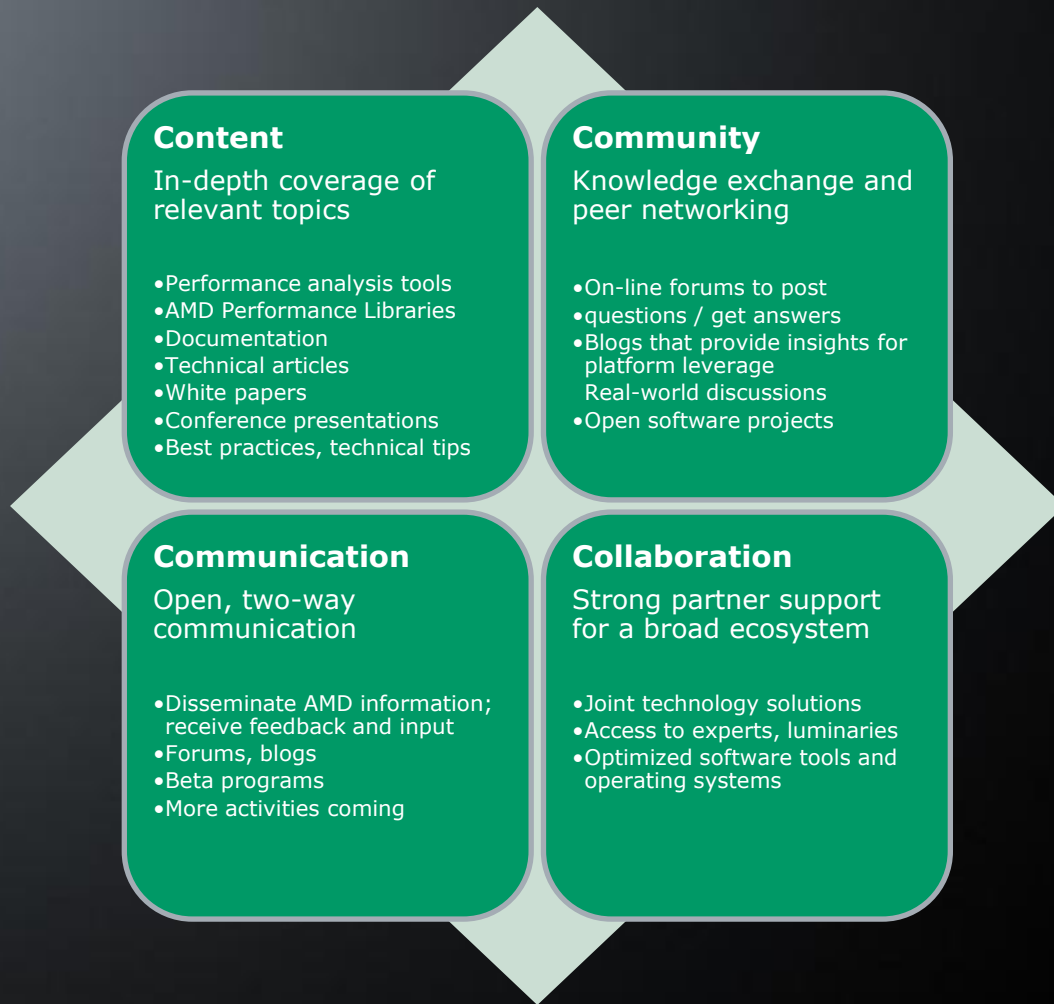 Content
In-depth coverage of
relevant topics
•Performance analysis tools
•AMD Performance Libraries
•Documentation
•Technical articles
•White papers
•Conference presentations
•Best practices, technical tips
Community
Knowledge exchange and
peer networking
•On-line forums to post
•questions / get answers
•Blogs that provide insights for
platform leverage
Real-world discussions
•Open software projects
Communication
Open, two-way
communication
•Disseminate AMD information;
receive feedback and input
•Forums, blogs
•Beta programs
•More activities coming
Collaboration
Strong partner support
for a broad ecosystem
•Joint technology solutions
•Access to experts, luminaries
•Optimized software tools and
operating systems